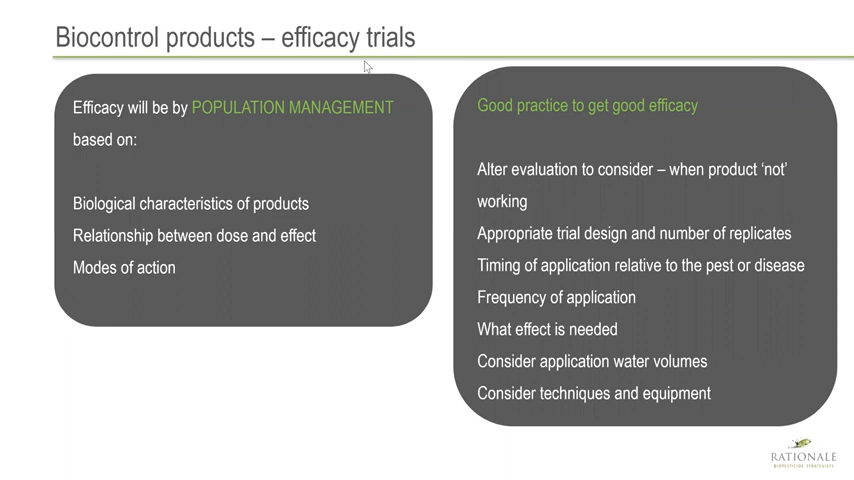 Biocontrol products – efficacy trials
Efficacy will be by POPULATION MANAGEMENT
based on:
Biological characteristics of products
Relationship between dose and effect
Modes of action
Good practice to get good efficacy
Alter evaluation to consider – when product ‘not’
working
Appropriate trial design and number of replicates
Timing of application relative to the pest or disease
Frequency of application
What effect is needed
Consider application water volumes
Consider techniques and equipment
RATIONALE
BIOPESTICIDE STRATEGISTS